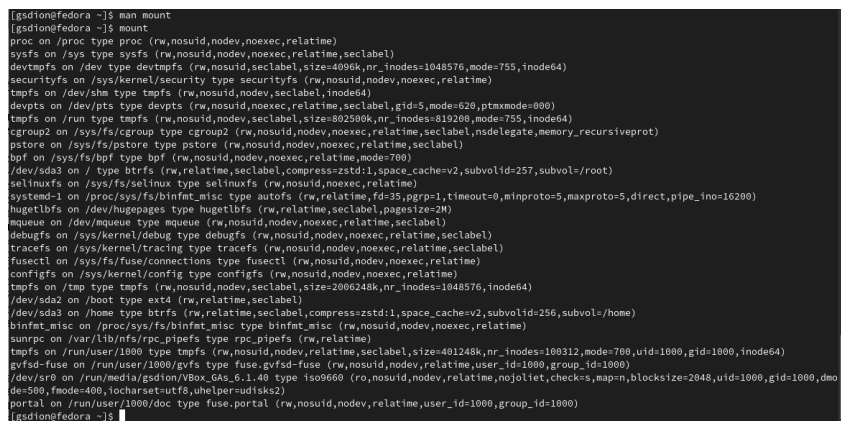 [gsdion@fedora ~]$ man mount
[gsdion@fedora ~]$ mount
proc on /proc type proc (rw,nosuid,nodev,noexec,relatime)
sysfs on /sys type sysfs (rw,nosuid,nodev,noexec,relatime,seclabel)
devtmpfs on /dev type devtmpfs (rw,nosuid,seclabel,size=4096k,nr_inodes=1048576,mode=755,inode64)
securityfs on /sys/kernel/security type securityfs (rw,nosuid,nodev,noexec,relatime)
tmpfs on /dev/shm type tmpfs (rw,nosuid,nodev,seclabel,inode64)
devpts on /dev/pts type devpts (rw,nosuid,noexec,relatime,seclabel,gid=5,mode=620,ptmxmode=000)
tmpfs on /run type tmpfs (rw,nosuid,nodev,seclabel,size=802500k,nr_inodes=819200,mode=755,inode64)
cgroup2 on /sys/fs/cgroup type cgroup2 (rw,nosuid,nodev,noexec,relatime,seclabel,nsdelegate,memory_recursiveprot)
pstore on /sys/fs/pstore type pstore (rw,nosuid,nodev,noexec,relatime,seclabel)
bpf on /sys/fs/bpf type bpf (rw,nosuid,nodev,noexec,relatime,mode=700)
/dev/sda3 on / type btrfs (rw,relatime,seclabel,compress=zstd:1,space_cache=v2,subvolid=257,subvol=/root)
selinuxfs on /sys/fs/selinux type selinuxfs (rw,nosuid,noexec,relatime)
systemd-1 on /proc/sys/fs/binfmt_misc type autofs (rw,relatime,fd=35,pgrp=1,timeout=0,minproto=5,maxproto=5,direct,pipe_ino=16200)
hugetlbfs on /dev/hugepages type hugetlbfs (rw,relatime,seclabel,pagesize=2M)
mqueue on /dev/mqueue type mqueue (rw,nosuid,nodev,noexec,relatime,seclabel)
debugfs on /sys/kernel/debug type debugfs (rw,nosuid,nodev,noexec,relatime,seclabel)
tracefs on /sys/kernel/tracing type tracefs (rw,nosuid,nodev,noexec,relatime,seclabel)
fusectl on /sys/fs/fuse/connections type fusectl (rw,nosuid,nodev,noexec,relatime)
configfs on /sys/kernel/config type configfs (rw,nosuid,nodev,noexec,relatime)
tmpfs on /tmp type tmpfs (rw,nosuid,nodev,seclabel,size=2006248k,nr_inodes=1048576,inode64)
/dev/sda2 on /boot type ext4 (rw,relatime,seclabel)
/dev/sda3 on /home type btrfs (rw,relatime,seclabel,compress=zstd:1,space_cache=v2,subvolid=256,subvol=/home)
binfmt_misc on /proc/sys/fs/binfmt_misc type binfmt_misc (rw,nosuid,nodev,noexec,relatime)
sunrpc on /var/lib/nfs/rpc_pipefs type rpc_pipefs (rw,relatime)
tmpfs on /run/user/1000 type tmpfs (rw,nosuid,nodev,relatime,seclabel,size=401248k,nr_inodes=100312,mode=700,uid=1000,gid=1000,inode64)
gvfsd-fuse on /run/user/1000/gvfs type fuse.gvfsd-fuse (rw,nosuid,nodev,relatime,user_id=1000,group_id=1000)
/dev/sr0 on /run/media/gsdion/VBox_GAs_6.1.40 type iso9660 (ro,nosuid,nodev,relatime,nojoliet,check=s,map=n,blocksize=2048,uid=1000,gid=1000,dmo
de=500,fmode=400,iocharset=utf8,uhelper=udisks2)
portal on /run/user/1000/doc type fuse.portal (rw,nosuid,nodev,relatime,user_id=1000,group_id=1000)
[gsdion@fedora ~]$